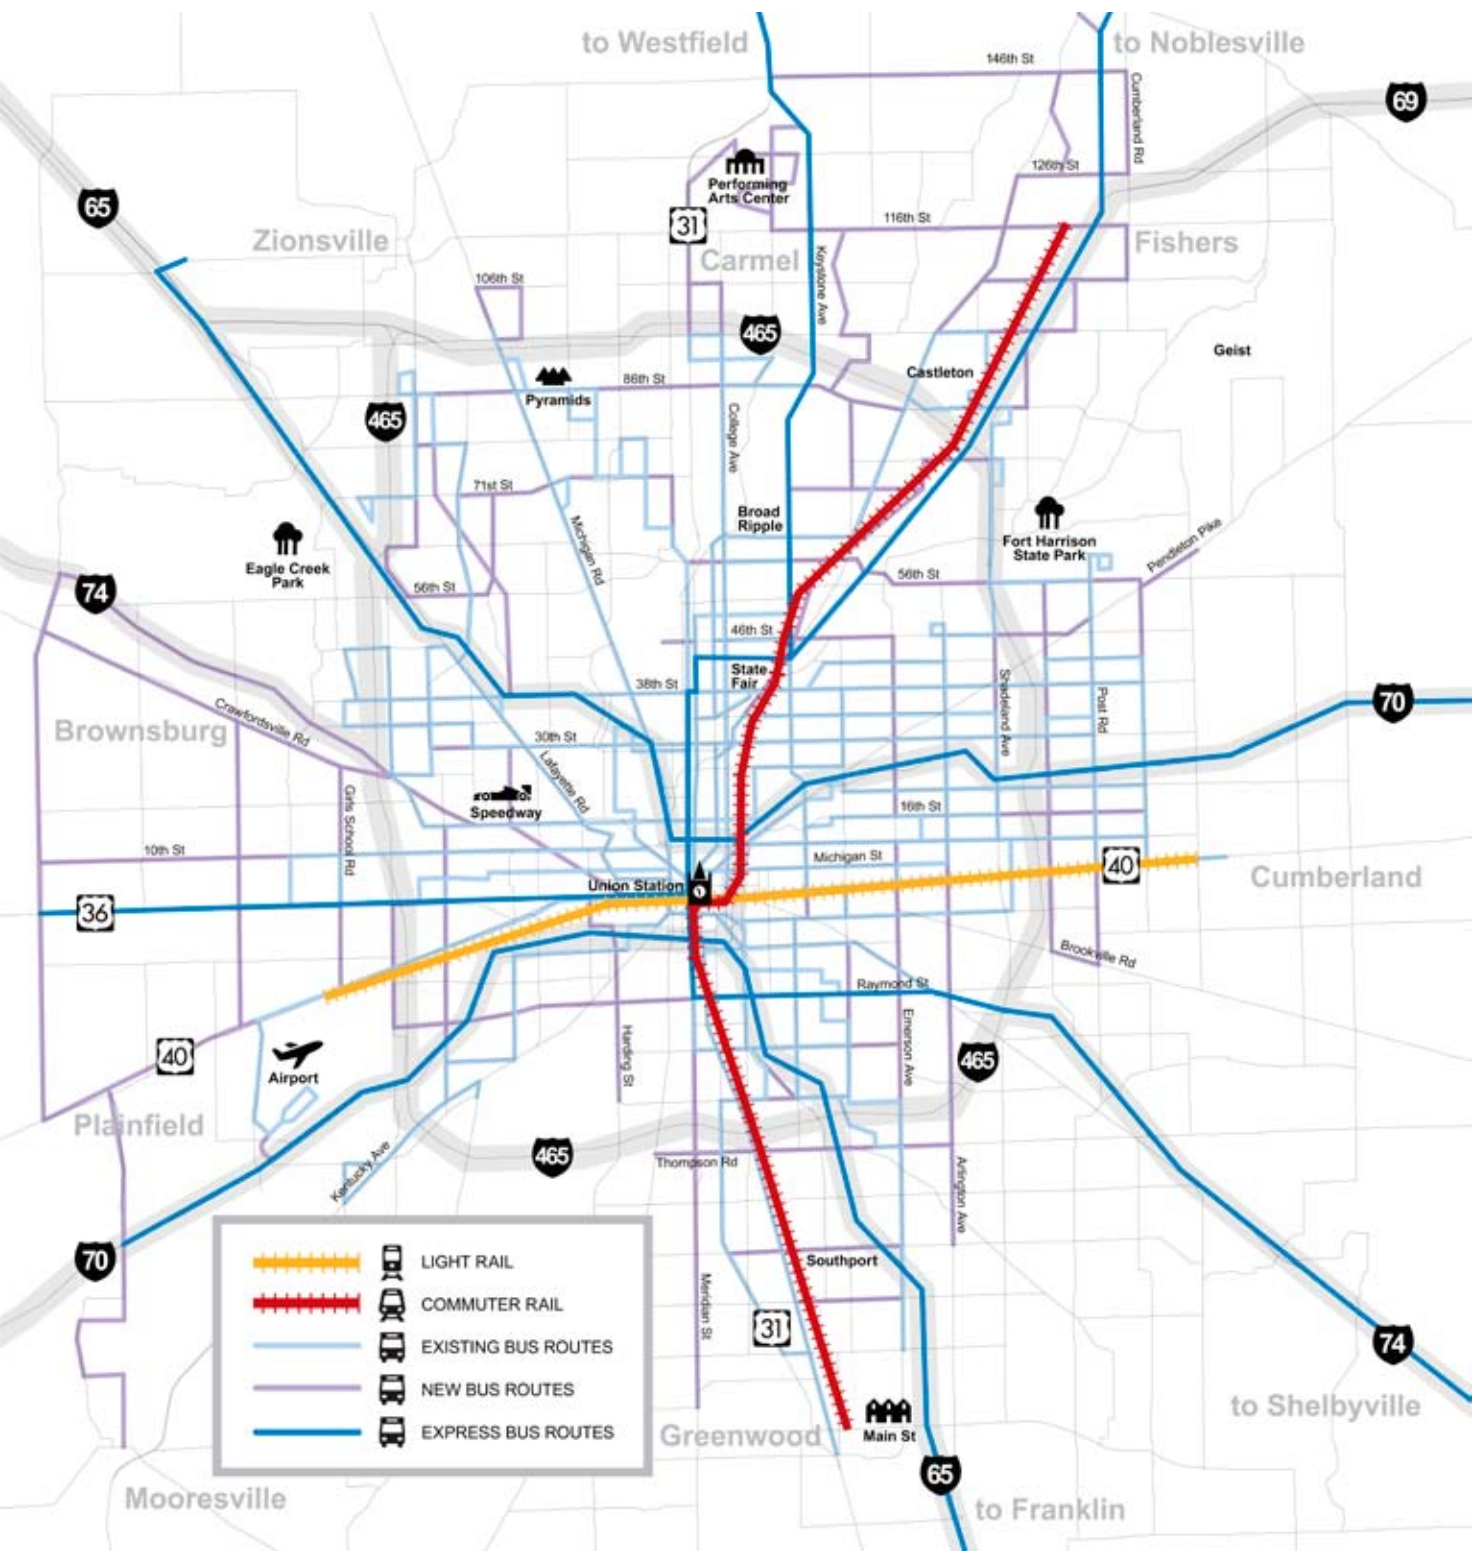 to Westfield
to Noblesville
146th St
Cumberland Rd
69
126th St
Performing
Arts Center
65
31
116th St
Zionsville
Carmel
Keystone Ave
Fishers
106th St
465
Geist
Castleton
86th St
Pyramids
465
College Ave
71st St
Broad
Ripple
Michigan Rd
Fort Harrison
State Park
Pendleton Pike
Eagle Creek
Park
56th St
56th St
74
46th St
State
Fair
38th St
Shadeland Ave
Post Rd
70
Crawfordsville Rd
Brownsburg
30th St
Lafayette Rd
Speedway
Girls School Rd
16th St
10th St
Michigan St
40
Union Station
Cumberland
36
Brookville Rd
Raymond St
Harding St
Emerson Ave
40
Airport
465
Plainfield
465
Kentucky Ave
Thompson Rd
Arlington Ave
70
Southport
LIGHT RAIL
COMMUTER RAIL
EXISTING BUS ROUTES
NEW BUS ROUTES
EXPRESS BUS ROUTES
Meridian St
31
74
to Shelbyville
Greenwood
Main St
65
Mooresville
to Franklin